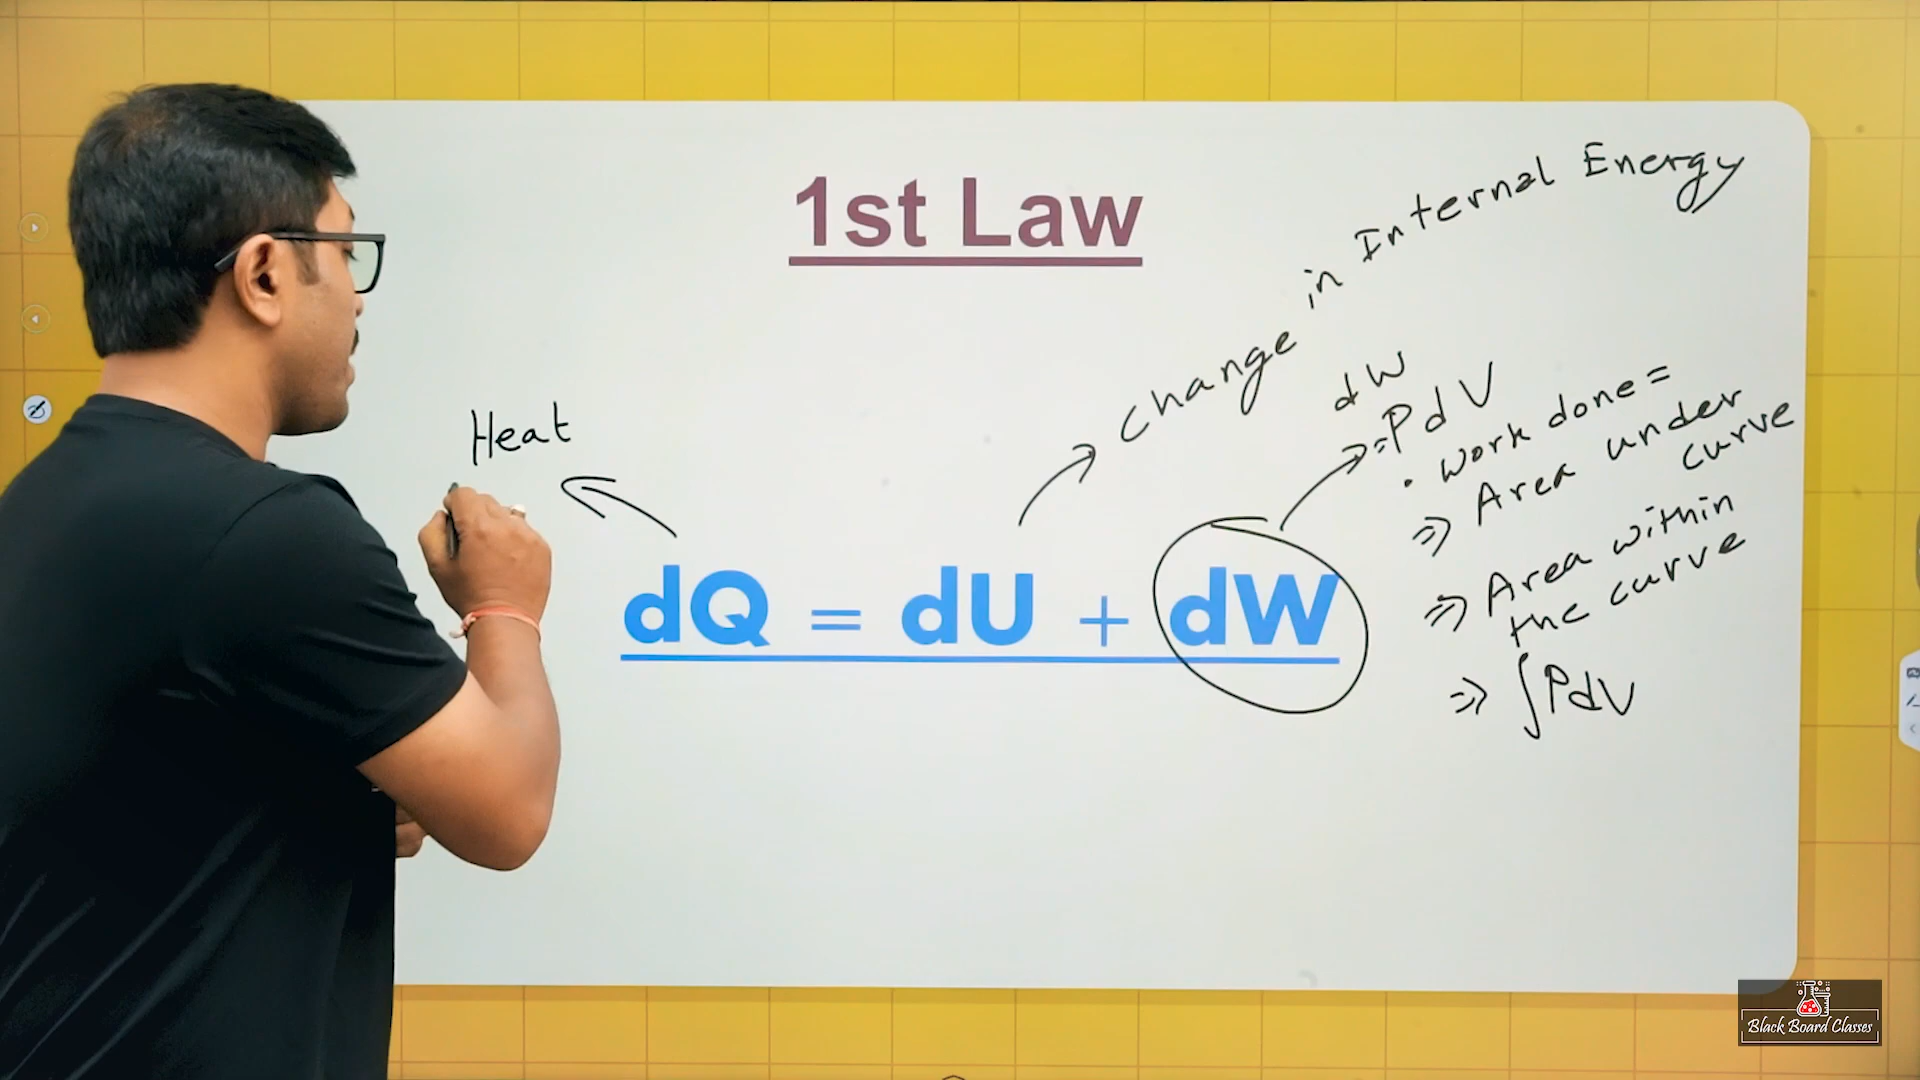 1st Law
Change in Internal Energy
dW
=PdV
• Work done =
⇒ Area under
curve
⇒ Area within
the curve
⇒ ∫PdV
Heat
dQ = dU + dW
Black Board Classes